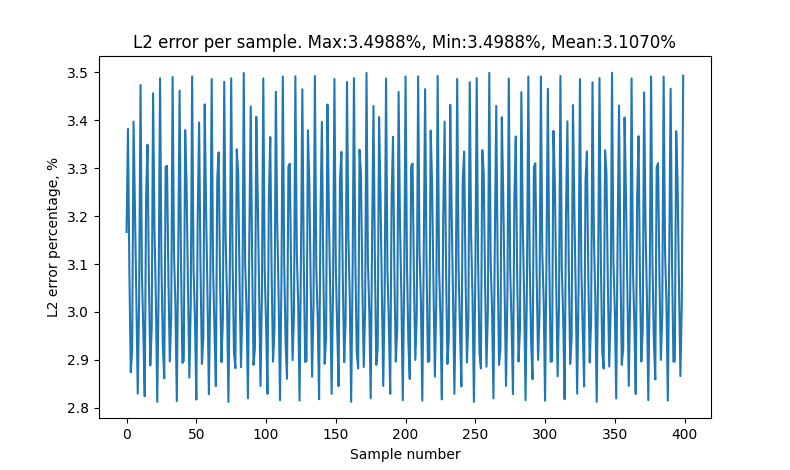 L2 error per sample. Max:3.4988%, Min:3.4988%, Mean:3.1070%
L2 error percentage, %
3.5
3.4
3.3
3.2
3.1
3.0
2.9
2.8
0 50 100 150 200 250 300 350 400
Sample number